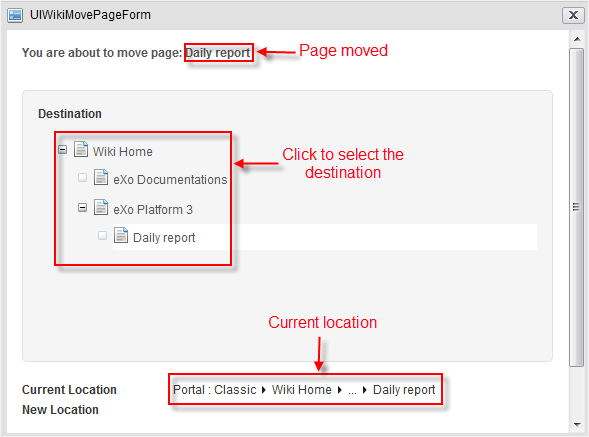 UIWikiMovePageForm
You are about to move page: Daily report
Page moved
Destination
Wiki Home
eXo Documentations
eXo Platform 3
Daily report
Click to select the
destination
Current location
Current Location Portal : Classic Wiki Home ... Daily report
New Location